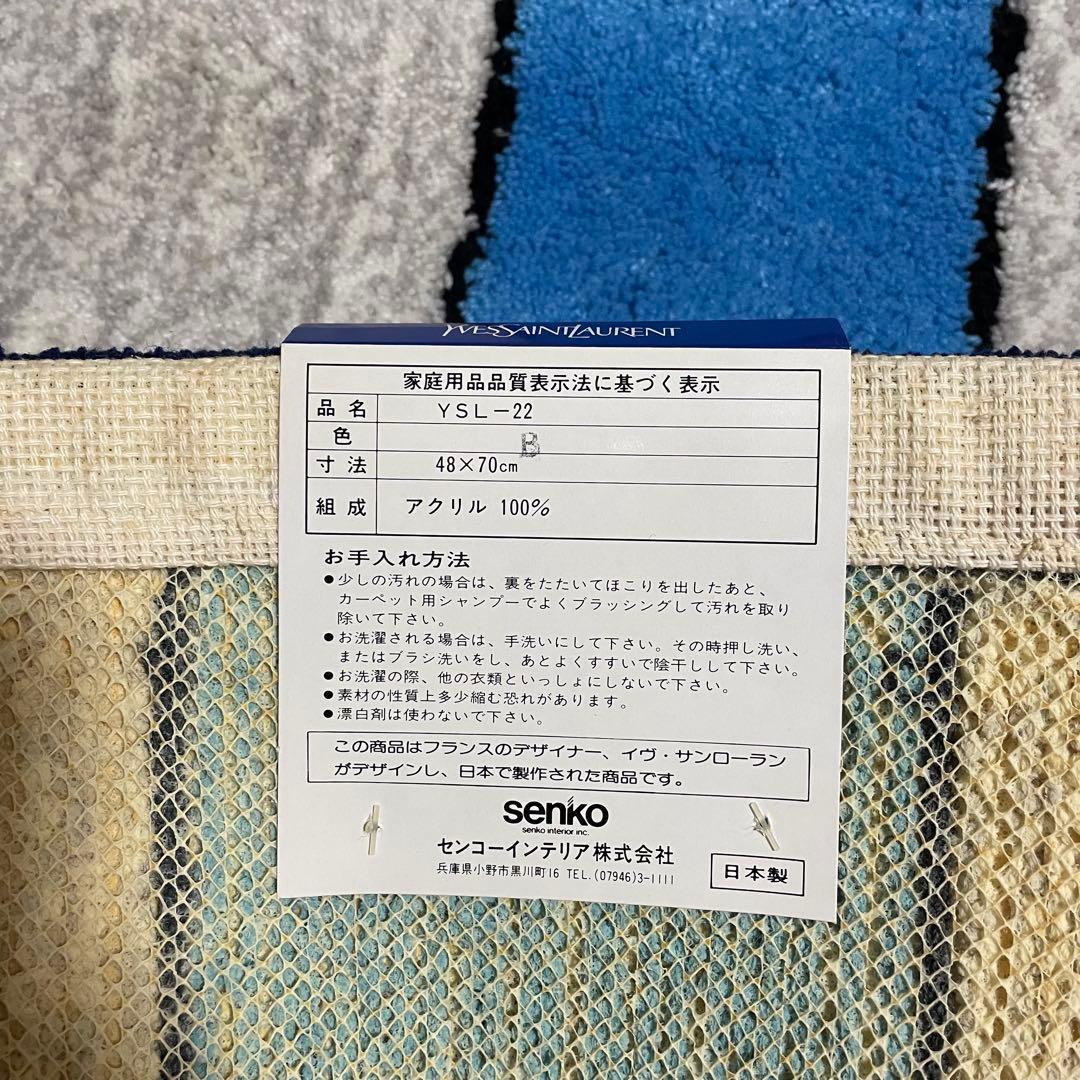 YVESSAINTLAURENT
家庭用品品質表示法に基づく表示
品名 YSL-22
色 B
寸法 48×70cm
組成 アクリル 100%
お手入れ方法
●少しの汚れの場合は、裏をたたいてほこりを出したあと、
カーペット用シャンプーでよくブラッシングして汚れを取り
除いて下さい。
●お洗濯される場合は、手洗いにして下さい。その時押し洗い、
またはブラシ洗いをし、あとよくすすいで陰干しして下さい。
●お洗濯の際、他の衣類といっしょにしないで下さい。
●素材の性質上多少縮む恐れがあります。
●漂白剤は使わないで下さい。
この商品はフランスのデザイナー、イヴ・サンローラン
がデザインし、日本で製作された商品です。
senko
senko interior inc.
センコーインテリア株式会社
兵庫県小野市黒川町16 TEL.(07946)3-1111
日本製